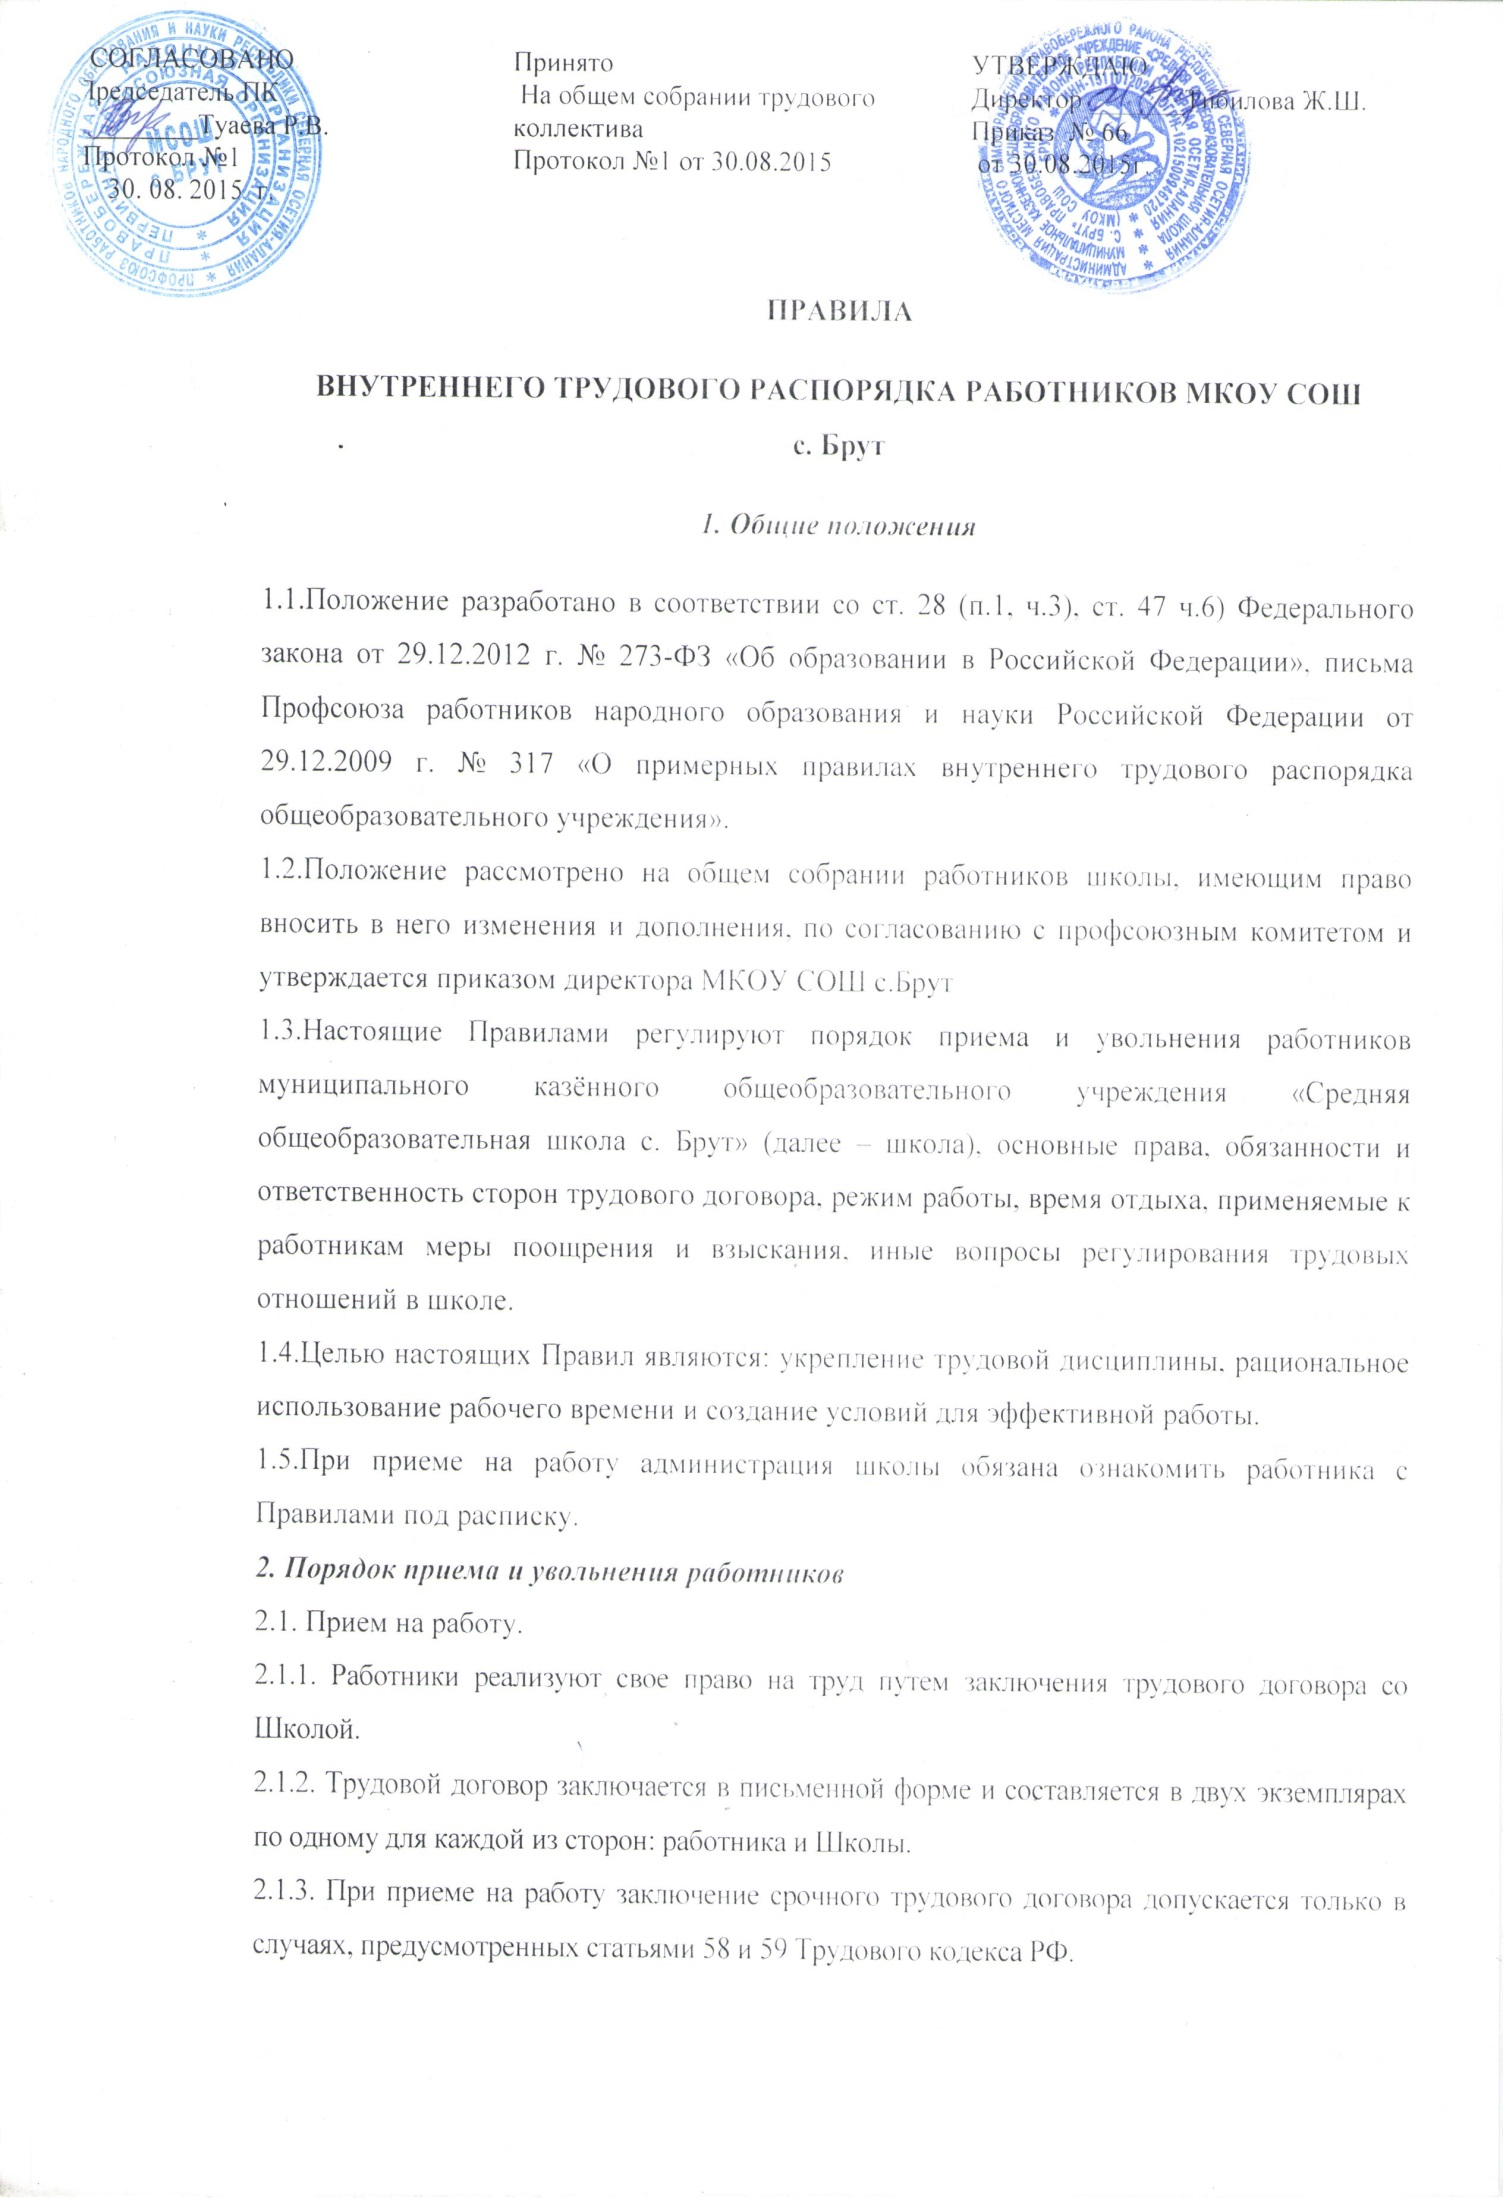 СОГЛАСОВАНО
Председатель ПК
________Туаева Р.В.
Протокол №1
30. 08. 2015 г.
Принято
На общем собрании трудового
коллектива
Протокол №1 от 30.08.2015
УТВЕРЖДАЮ
Директор Тибилова Ж.Ш.
Приказ № 66
от 30.08.2015г.
ПРАВИЛА
ВНУТРЕННЕГО ТРУДОВОГО РАСПОРЯДКА РАБОТНИКОВ МКОУ СОШ
с. Брут
1. Общие положения
1.1.Положение разработано в соответствии со ст. 28 (п.1, ч.3), ст. 47 ч.6) Федерального
закона от 29.12.2012 г. № 273-ФЗ «Об образовании в Российской Федерации», письма
Профсоюза работников народного образования и науки Российской Федерации от
29.12.2009 г. № 317 «О примерных правилах внутреннего трудового распорядка
общеобразовательного учреждения».
1.2.Положение рассмотрено на общем собрании работников школы, имеющим право
вносить в него изменения и дополнения, по согласованию с профсоюзным комитетом и
утверждается приказом директора МКОУ СОШ с.Брут
1.3.Настоящие Правилами регулируют порядок приема и увольнения работников
муниципального казённого общеобразовательного учреждения «Средняя
общеобразовательная школа с. Брут» (далее – школа), основные права, обязанности и
ответственность сторон трудового договора, режим работы, время отдыха, применяемые к
работникам меры поощрения и взыскания, иные вопросы регулирования трудовых
отношений в школе.
1.4.Целью настоящих Правил являются: укрепление трудовой дисциплины, рациональное
использование рабочего времени и создание условий для эффективной работы.
1.5.При приеме на работу администрация школы обязана ознакомить работника с
Правилами под расписку.
2. Порядок приема и увольнения работников
2.1. Прием на работу.
2.1.1. Работники реализуют свое право на труд путем заключения трудового договора со
Школой.
2.1.2. Трудовой договор заключается в письменной форме и составляется в двух экземплярах
по одному для каждой из сторон: работника и Школы.
2.1.3. При приеме на работу заключение срочного трудового договора допускается только в
случаях, предусмотренных статьями 58 и 59 Трудового кодекса РФ.